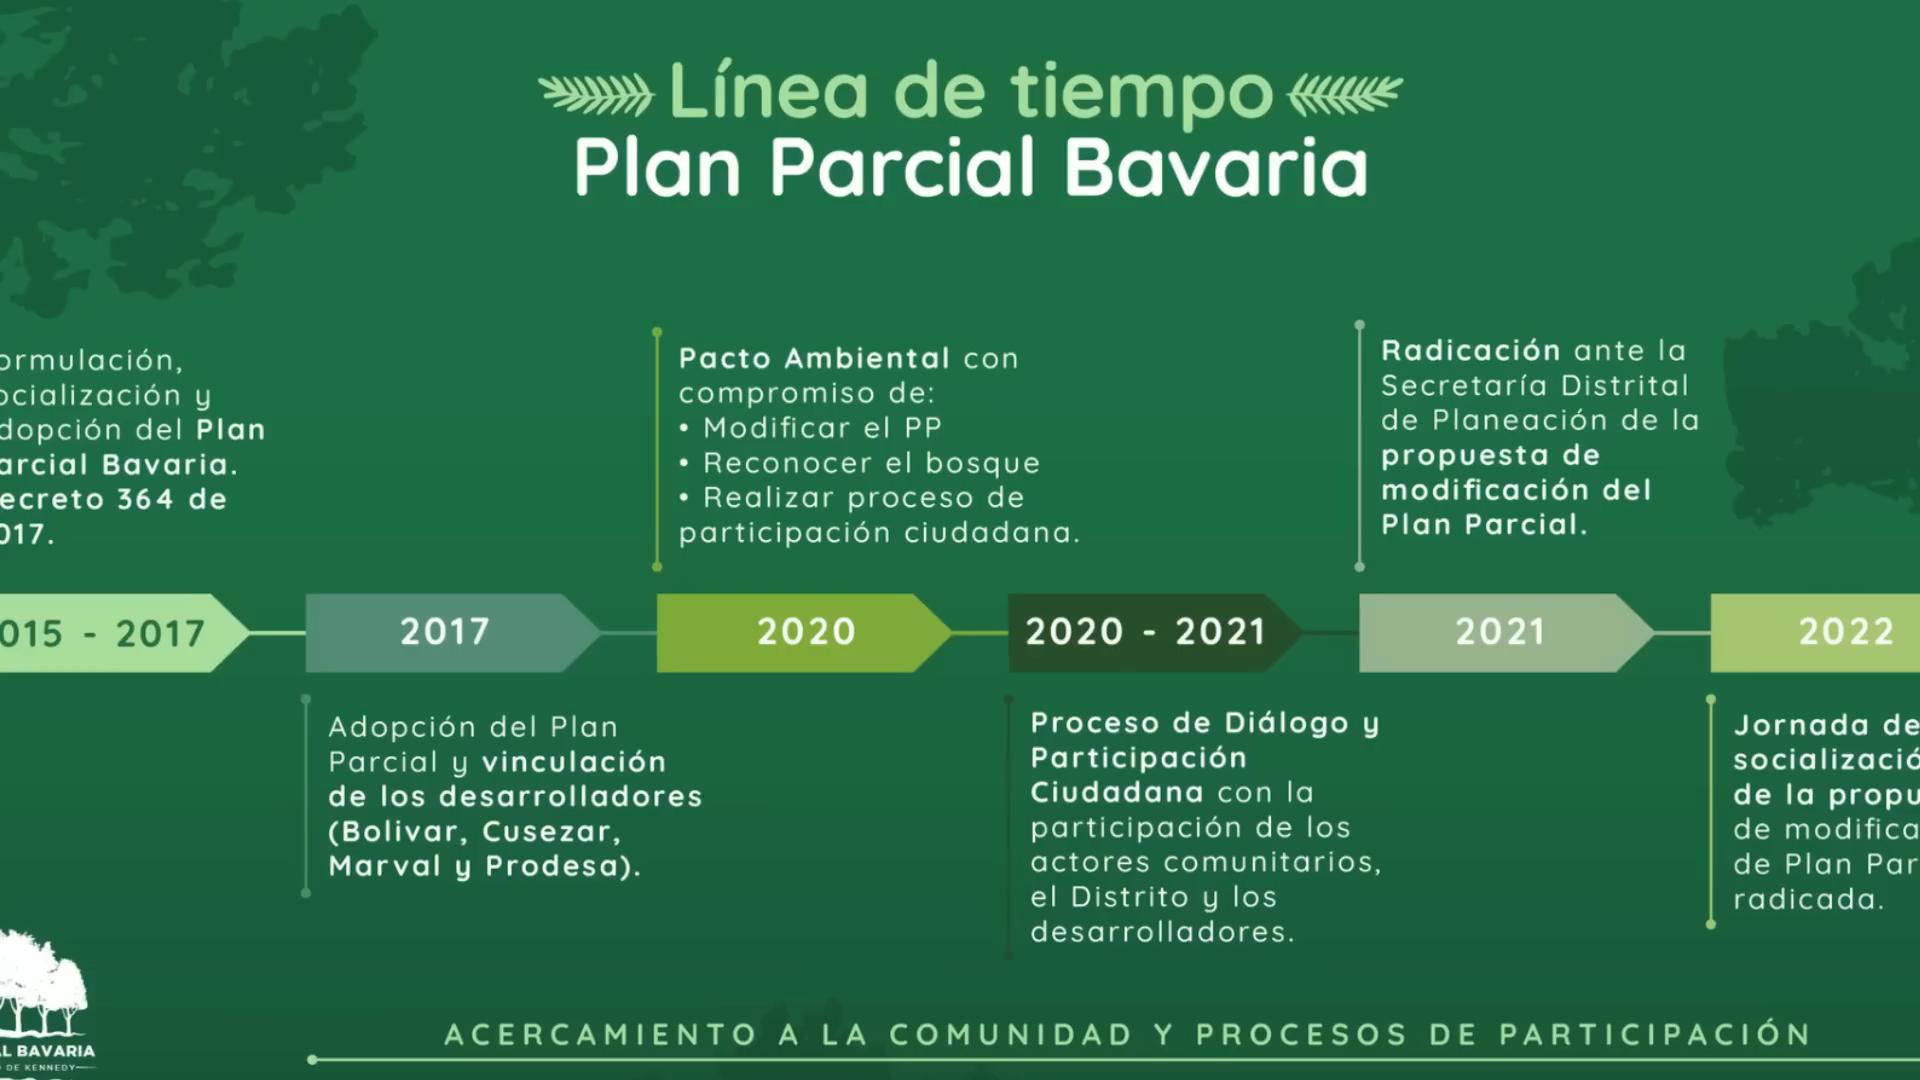 Línea de tiempo
Plan Parcial Bavaria
ormulación,
ocialización y
dopción del Plan
arcial Bavaria.
ecreto 364 de
017.
Pacto Ambiental con
compromiso de:
• Modificar el PP
• Reconocer el bosque
• Realizar proceso de
participación ciudadana.
Radicación ante la
Secretaría Distrital
de Planeación de la
propuesta de
modificación del
Plan Parcial.
015 - 2017
2017
2020
2020 - 2021
2021
2022
Adopción del Plan
Parcial y vinculación
de los desarrolladores
(Bolivar, Cusezar,
Marval y Prodesa).
Proceso de Diálogo y
Participación
Ciudadana con la
participación de los
actores comunitarios,
el Distrito y los
desarrolladores.
Jornada de
socializació
de la propu
de modifica
de Plan Par
radicada.
L BAVARIA
DE KENNEDY
ACERCAMIENTO A LA COMUNIDAD Y PROCESOS DE PARTICIPACIÓN